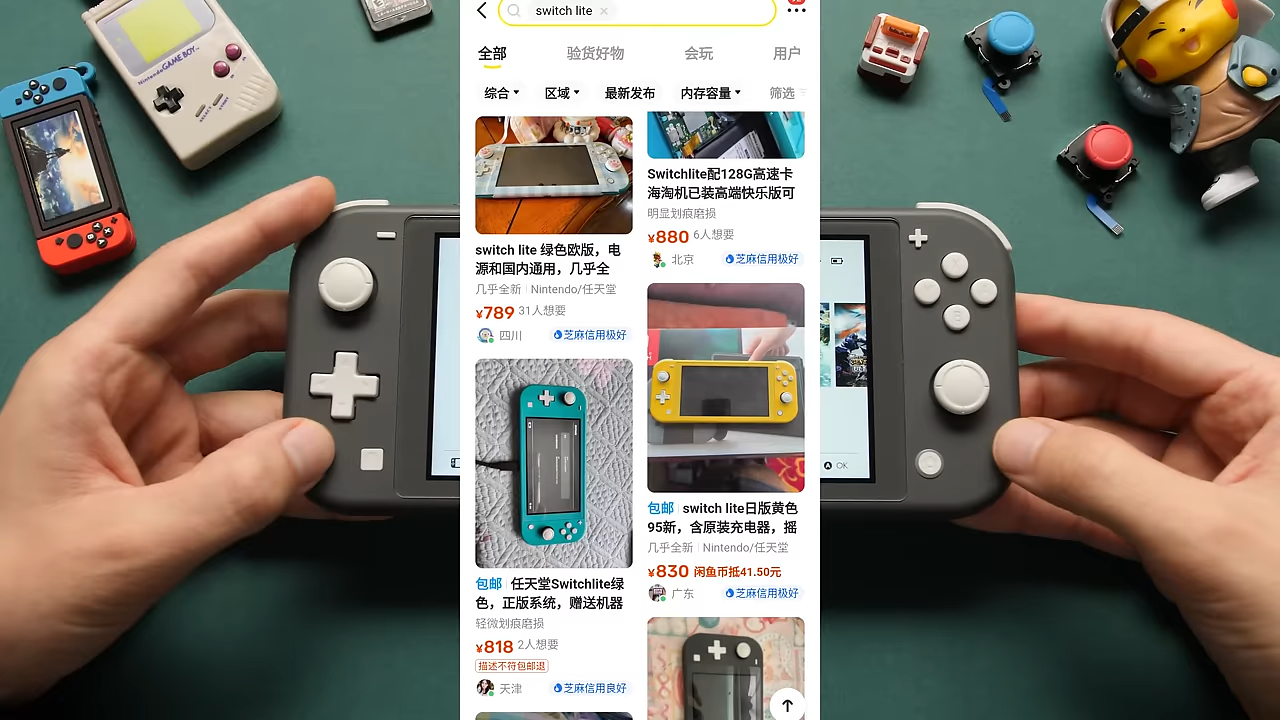 switch lite ×
全部
验货好物
会玩
用户
综合
区域
最新发布
内存容量
筛选
switch lite 绿色欧版，电
源和国内通用，几乎全
几乎全新 | Nintendo/任天堂
¥789 31人想要
四川
芝麻信用极好
包邮 任天堂Switchlite绿
色，正版系统，赠送机器
轻微划痕磨损
¥818 2人想要
描述不符包邮退
天津
芝麻信用良好
Switchlite配128G高速卡
海淘机已装高端快乐版可
明显划痕磨损
¥880 6人想要
北京
芝麻信用极好
包邮 switch lite日版黄色
95新，含原装充电器，摇
几乎全新 | Nintendo/任天堂
¥830 闲鱼币抵41.50元
广东
芝麻信用极好
Nintendo GAME BOY
SELECT
A OK